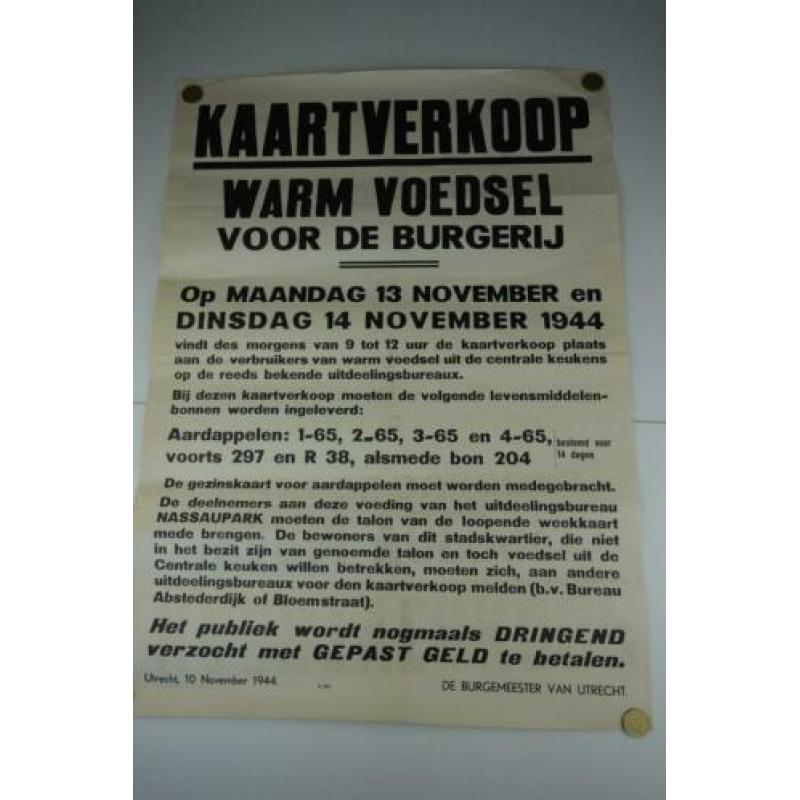 KAARTVERKOOP
WARM VOEDSEL
VOOR DE BURGERIJ
Op MAANDAG 13 NOVEMBER en
DINSDAG 14 NOVEMBER 1944
vindt des morgens van 9 tot 12 uur de kaartverkoop plaats
aan de verbruikers van warm voedsel uit de centrale keukens
op de reeds bekende uitdeelingsbureaux.
Bij dezen kaartverkoop moeten de volgende levensmiddelen-
bonnen worden ingeleverd:
Aardappelen: 1-65, 2-65, 3-65 en 4-65, bestemd voor
voorts 297 en R 38, alsmede bon 204 14 dagen
De gezinskaart voor aardappelen moet worden medegebracht.
De deelnemers aan deze voeding van het uitdeelingsbureau
NASSAUPARK moeten de talon van de loopende weekkaart
mede brengen. De bewoners van dit stadskwartier, die niet
in het bezit zijn van genoemde talon en toch voedsel uit de
Centrale keuken willen betrekken, moeten zich, aan andere
uitdeelingsbureaux voor den kaartverkoop melden (b.v. Bureau
Abstederdijk of Bloemstraat).
Het publiek wordt nogmaals DRINGEND
verzocht met GEPAST GELD te betalen.
Utrecht, 10 November 1944.
DE BURGEMEESTER VAN UTRECHT.